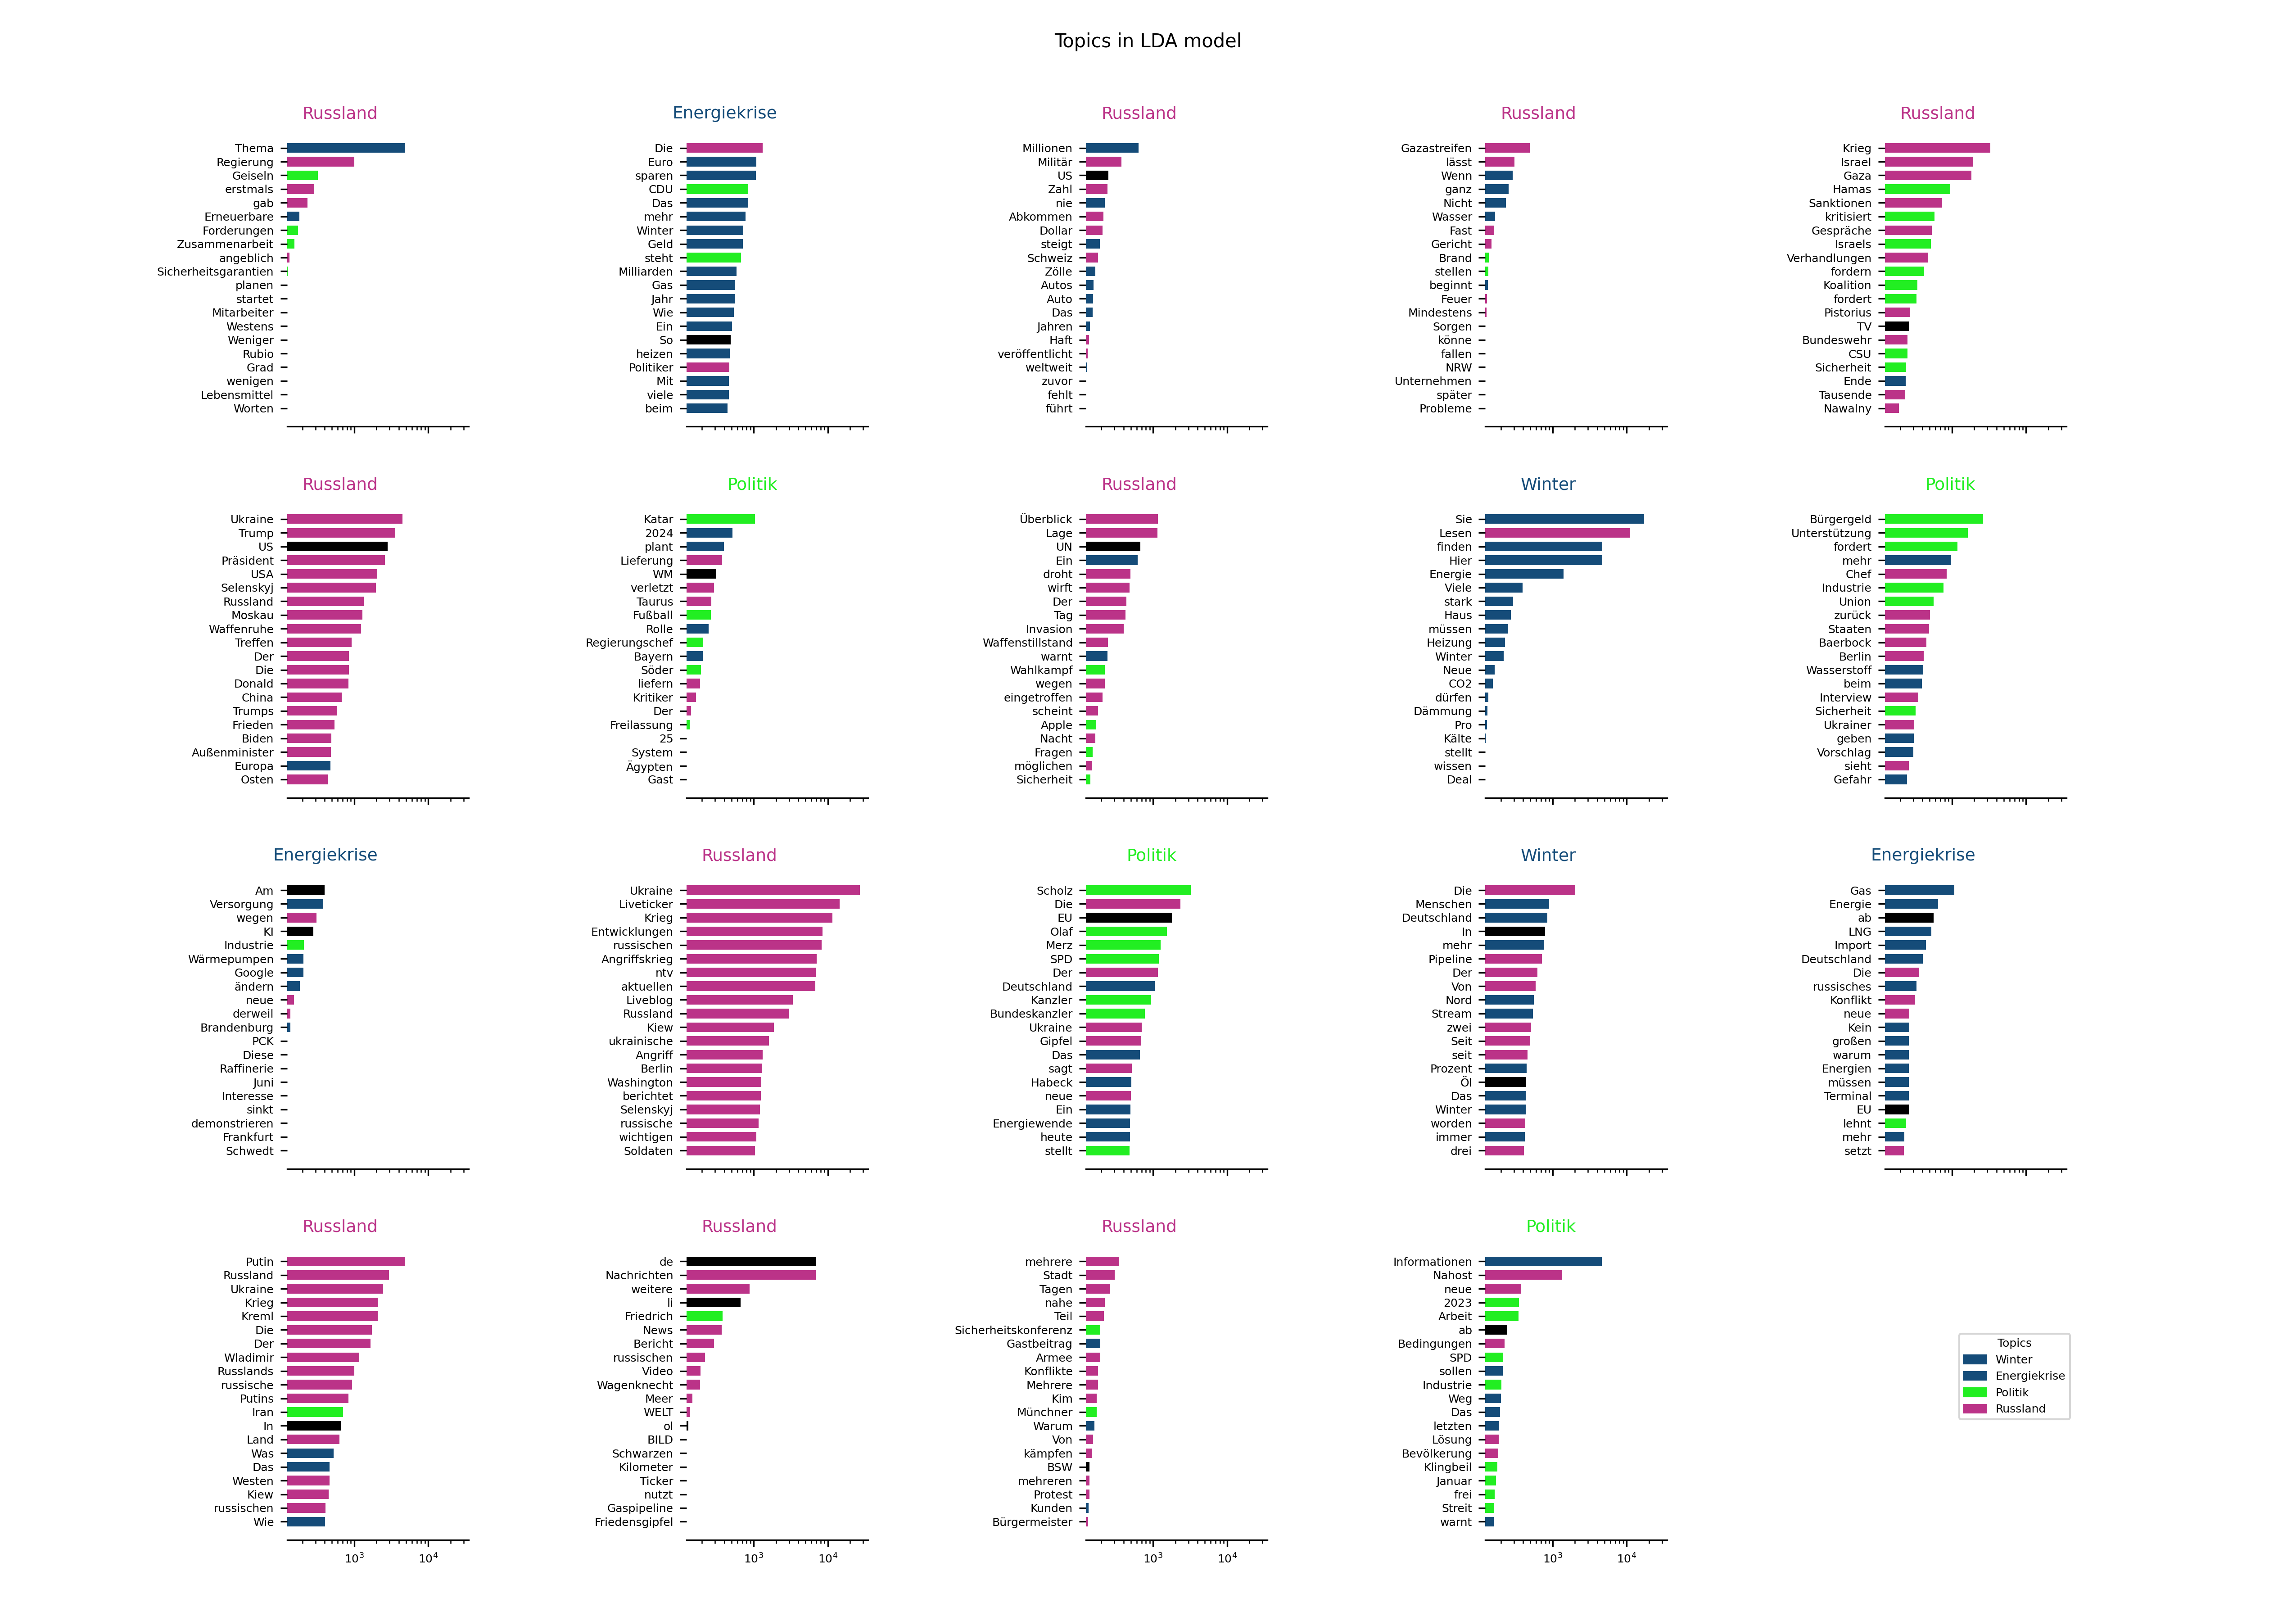 Topics in LDA model
Russland
Thema
Regierung
Geiseln
erstmals
gab
Erneuerbare
Forderungen
Zusammenarbeit
angeblich
Sicherheitsgarantien
planen
startet
Mitarbeiter
Westens
Weniger
Rubio
Grad
wenigen
Lebensmittel
Worten
Energiekrise
Die
Euro
sparen
CDU
Das
mehr
Winter
Geld
steht
Milliarden
Gas
Jahr
Wie
Ein
So
heizen
Politiker
Mit
viele
beim
Russland
Millionen
Militär
US
Zahl
nie
Abkommen
Dollar
steigt
Schweiz
Zölle
Autos
Auto
Das
Jahren
Haft
veröffentlicht
weltweit
zuvor
fehlt
führt
Russland
Gazastreifen
lässt
Wenn
ganz
Nicht
Wasser
Fast
Gericht
Brand
stellen
beginnt
Feuer
Mindestens
Sorgen
könne
fallen
NRW
Unternehmen
später
Probleme
Russland
Krieg
Israel
Gaza
Hamas
Sanktionen
kritisiert
Gespräche
Israels
Verhandlungen
fordern
Koalition
fordert
Pistorius
TV
Bundeswehr
CSU
Sicherheit
Ende
Tausende
Nawalny
Russland
Ukraine
Trump
US
Präsident
USA
Selenskyj
Russland
Moskau
Waffenruhe
Treffen
Der
Die
Donald
China
Trumps
Frieden
Biden
Außenminister
Europa
Osten
Politik
Katar
2024
plant
Lieferung
WM
verletzt
Taurus
Fußball
Rolle
Regierungschef
Bayern
Söder
liefern
Kritiker
Der
Freilassung
25
System
Ägypten
Gast
Russland
Überblick
Lage
UN
Ein
droht
wirft
Der
Tag
Invasion
Waffenstillstand
warnt
Wahlkampf
wegen
eingetroffen
scheint
Apple
Nacht
Fragen
möglichen
Sicherheit
Winter
Sie
Lesen
finden
Hier
Energie
Viele
stark
Haus
müssen
Heizung
Winter
Neue
CO2
dürfen
Dämmung
Pro
Kälte
stellt
wissen
Deal
Politik
Bürgergeld
Unterstützung
fordert
mehr
Chef
Industrie
Union
zurück
Staaten
Baerbock
Berlin
Wasserstoff
beim
Interview
Sicherheit
Ukrainer
geben
Vorschlag
sieht
Gefahr
Energiekrise
Am
Versorgung
wegen
KI
Industrie
Wärmepumpen
Google
ändern
neue
derweil
Brandenburg
PCK
Diese
Raffinerie
Juni
Interesse
sinkt
demonstrieren
Frankfurt
Schwedt
Russland
Ukraine
Liveticker
Krieg
Entwicklungen
russischen
Angriffskrieg
ntv
aktuellen
Liveblog
Russland
Kiew
ukrainische
Angriff
Berlin
Washington
berichtet
Selenskyj
russische
wichtigen
Soldaten
Politik
Scholz
Die
EU
Olaf
Merz
SPD
Der
Deutschland
Kanzler
Bundeskanzler
Ukraine
Gipfel
Das
sagt
Habeck
neue
Ein
Energiewende
heute
stellt
Winter
Die
Menschen
Deutschland
In
mehr
Pipeline
Der
Von
Nord
Stream
zwei
Seit
seit
Prozent
Öl
Das
Winter
worden
immer
drei
Energiekrise
Gas
Energie
ab
LNG
Import
Deutschland
Die
russisches
Konflikt
neue
Kein
großen
warum
Energien
müssen
Terminal
EU
lehnt
mehr
setzt
Russland
Putin
Russland
Ukraine
Krieg
Kreml
Die
Der
Wladimir
Russlands
russische
Putins
Iran
In
Land
Was
Das
Westen
Kiew
russischen
Wie
10³ 10⁴
Russland
de
Nachrichten
weitere
li
Friedrich
News
Bericht
russischen
Video
Wagenknecht
Meer
WELT
ol
BILD
Schwarzen
Kilometer
Ticker
nutzt
Gaspipeline
Friedensgipfel
10³ 10⁴
Russland
mehrere
Stadt
Tagen
nahe
Teil
Sicherheitskonferenz
Gastbeitrag
Armee
Konflikte
Mehrere
Kim
Münchner
Warum
Von
kämpfen
BSW
mehreren
Protest
Kunden
Bürgermeister
10³ 10⁴
Politik
Informationen
Nahost
neue
2023
Arbeit
ab
Bedingungen
SPD
sollen
Industrie
Weg
Das
letzten
Lösung
Bevölkerung
Klingbeil
Januar
frei
Streit
warnt
10³ 10⁴
Topics
Winter
Energiekrise
Politik
Russland